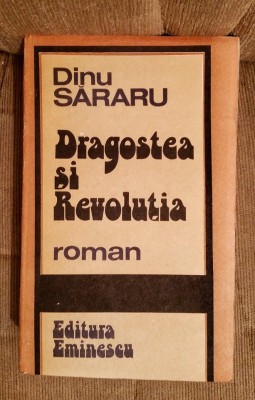 Dinu
SĂRARU
Dragostea
și
Revoluția
roman
Editura
Eminescu